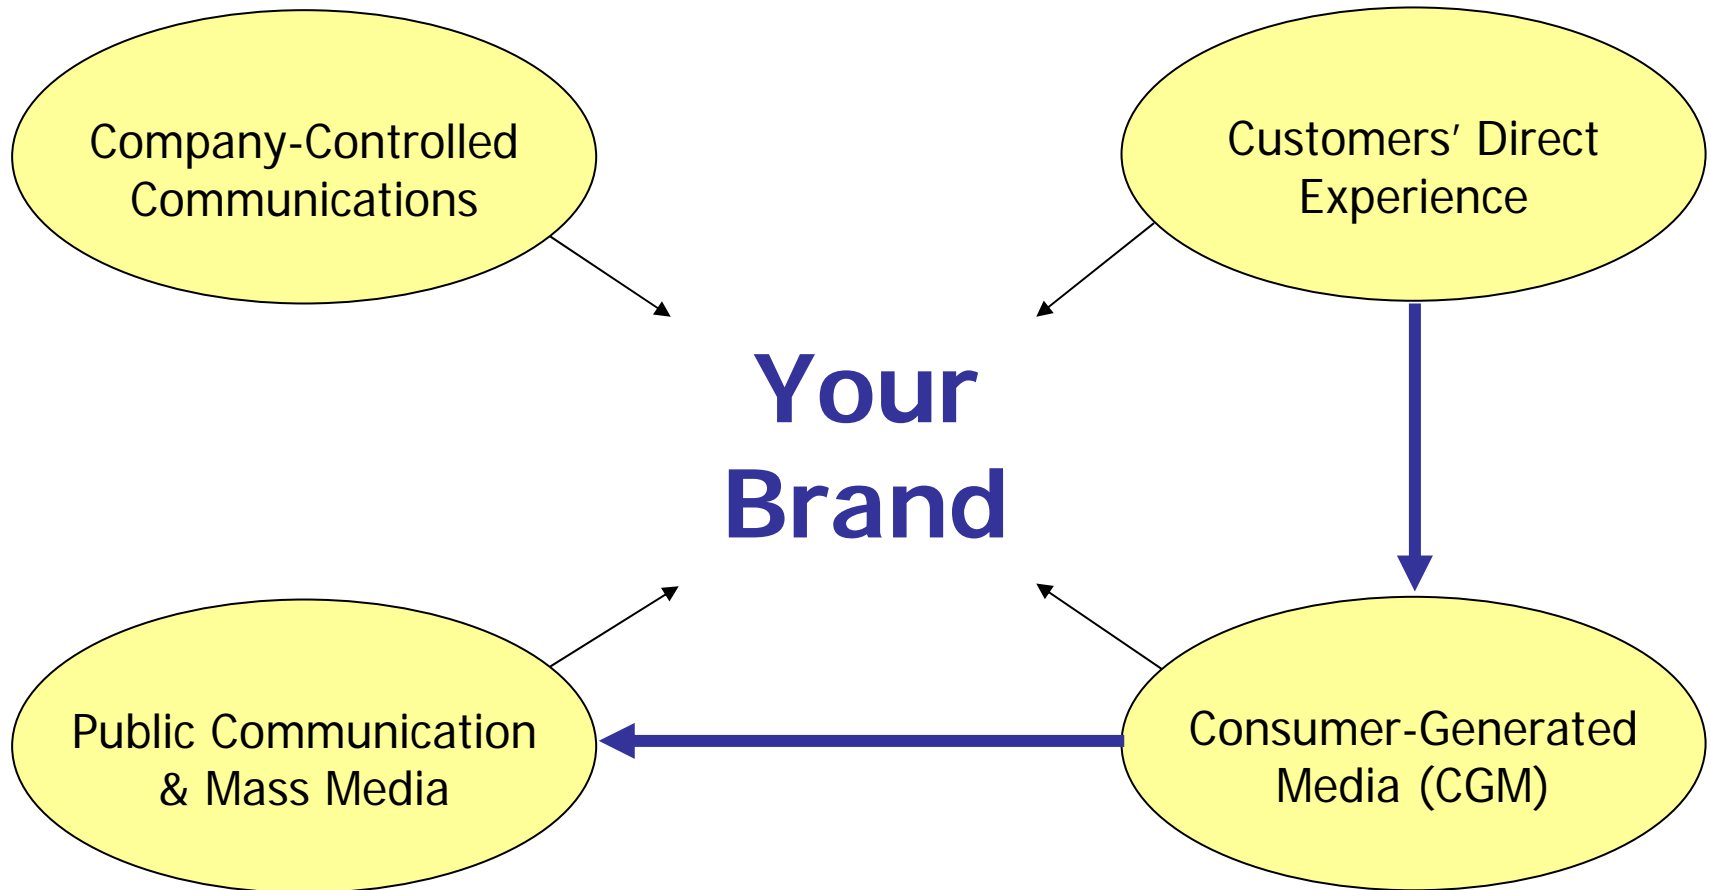 Company-Controlled
Communications
Customers’ Direct
Experience
Your
Brand
Public Communication
& Mass Media
Consumer-Generated
Media (CGM)